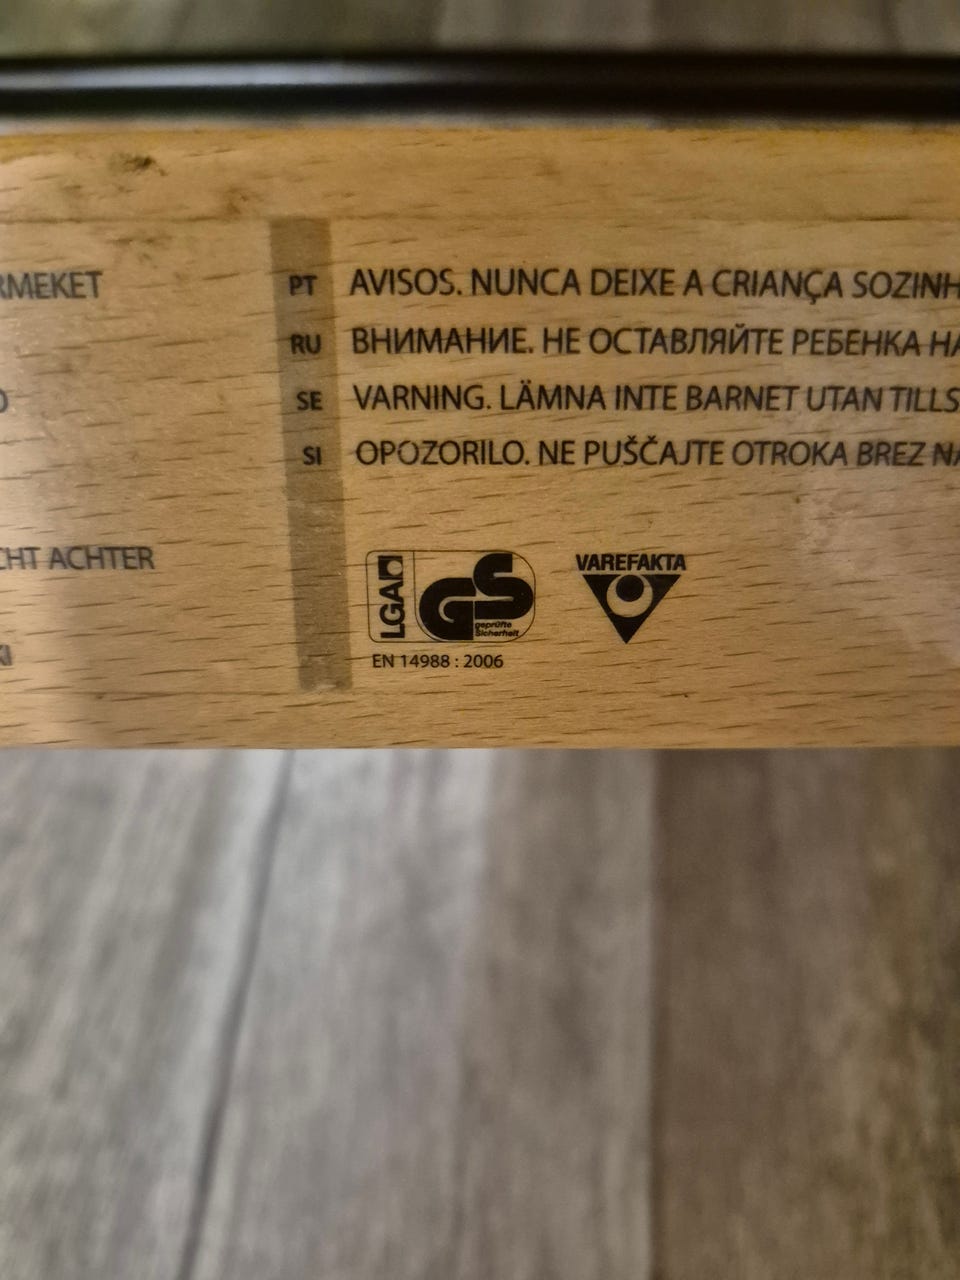 RMEKET
CHT ACHTER
KI
PT AVISOS. NUNCA DEIXE A CRIANÇA SOZINH
RU ВНИМАНИЕ. НЕ ОСТАВЛЯЙТЕ РЕБЕНКА НА
SE VARNING. LÄMNA INTE BARNET UTAN TILLS
SI OPOZORILO. NE PUŠČAJTE OTROKA BREZ NA
LGA
GS
geprüfte
Sicherheit
EN 14988 : 2006
VAREFAKTA